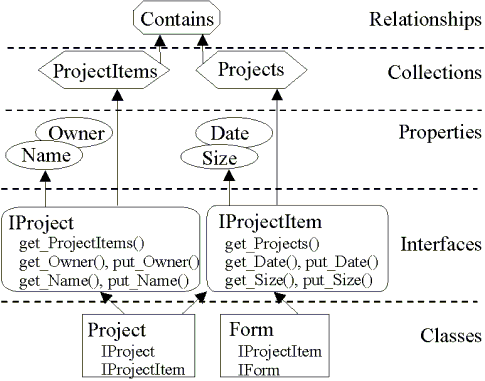 Contains
Relationships
ProjectItems
Projects
Collections
Owner
Name
Date
Size
Properties
IProject
get_ProjectItems()
get_Owner(), put_Owner()
get_Name(), put_Name()
IProjectItem
get_Projects()
get_Date(), put_Date()
get_Size(), put_Size()
Interfaces
Project
IProject
IProjectItem
Form
IProjectItem
IForm
Classes